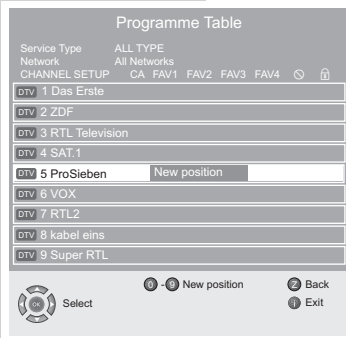 Programme Table
Service Type ALL TYPE
Network All Networks
CHANNEL SETUP CA FAV1 FAV2 FAV3 FAV4
DTV 1 Das Erste
DTV 2 ZDF
DTV 3 RTL Television
DTV 4 SAT.1
DTV 5 ProSieben New position
DTV 6 VOX
DTV 7 RTL2
DTV 8 kabel eins
DTV 9 Super RTL
OK Select 0 - 9 New position Z Back
i Exit